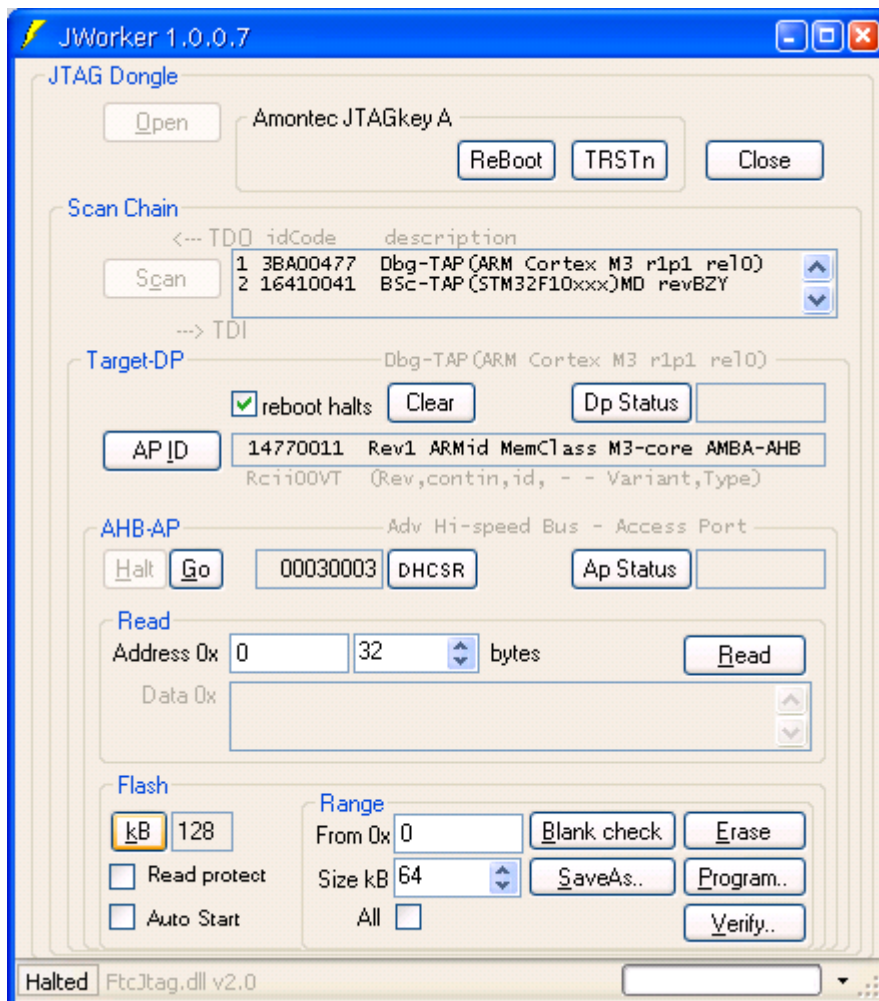 JWorker 1.0.0.7
JTAG Dongle
Open
Amontec JTAGkey A
ReBoot TRSTn Close
Scan Chain
<--- TDO idCode description
Scan
1 3BA00477 Dbg-TAP(ARM Cortex M3 r1p1 rel0)
2 16410041 BSc-TAP(STM32F10xxx)MD revBZY
---> TDI
Target-DP Dbg-TAP(ARM Cortex M3 r1p1 rel0)
reboot halts Clear Dp Status
AP ID 14770011 Rev1 ARMid MemClass M3-core AMBA-AHB
Rcii00VT (Rev,contin,id, - - Variant,Type)
AHB-AP Adv Hi-speed Bus - Access Port
Halt Go 00030003 DHCSR Ap Status
Read
Address 0x 0 32 bytes Read
Data 0x
Flash
Range
kB 128 From 0x 0 Blank check Erase
Read protect Size kB 64 SaveAs.. Program..
Auto Start All Verify..
Halted FtcJtag.dll v2.0